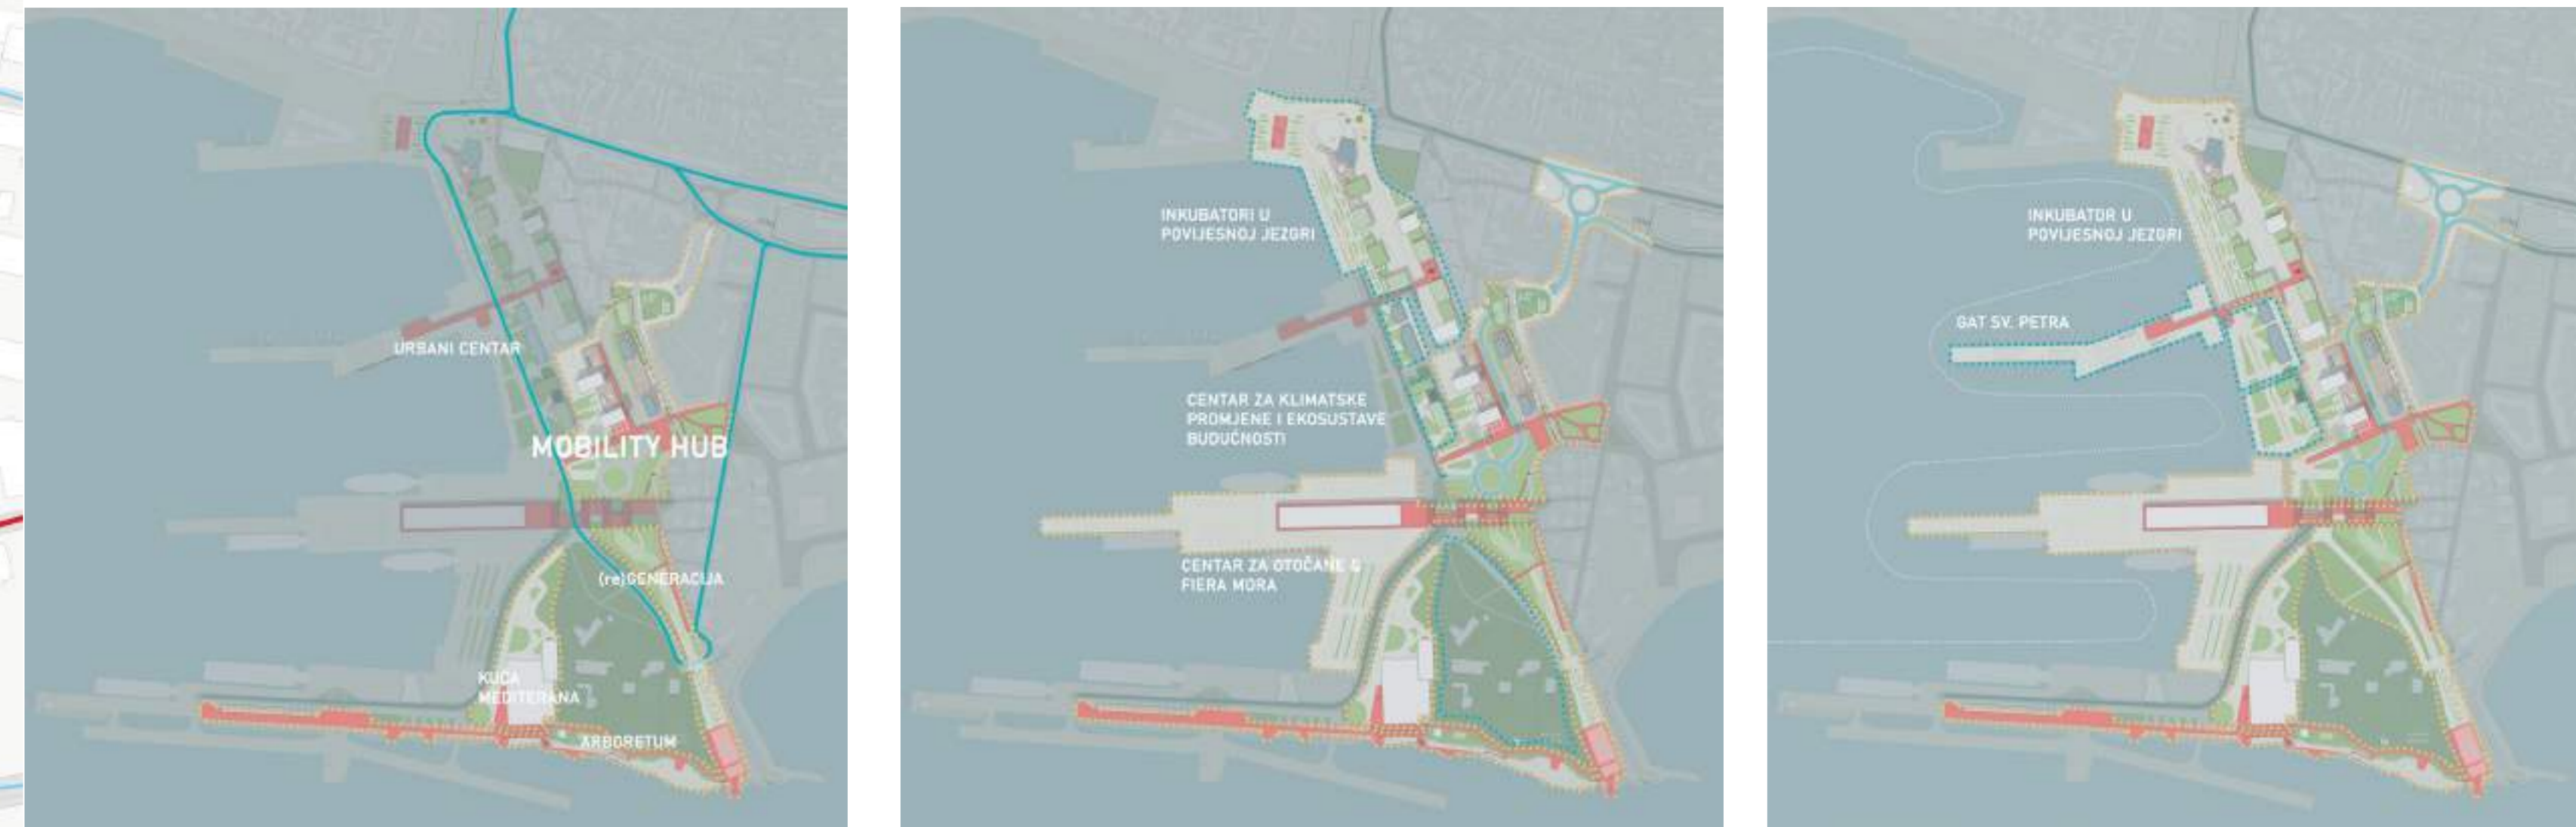 URBANI CENTAR
MOBILITY HUB
(re)GENERACIJA
KUĆA
MEDITERANA
ARBORETUM
INKUBATORI U
POVIJESNOJ JEZGRI
CENTAR ZA KLIMATSKE
PROMJENE I EKOSUSTAVE
BUDUĆNOSTI
CENTAR ZA OTOČANE &
FIERA MORA
INKUBATOR U
POVIJESNOJ JEZGRI
GAT SV. PETRA